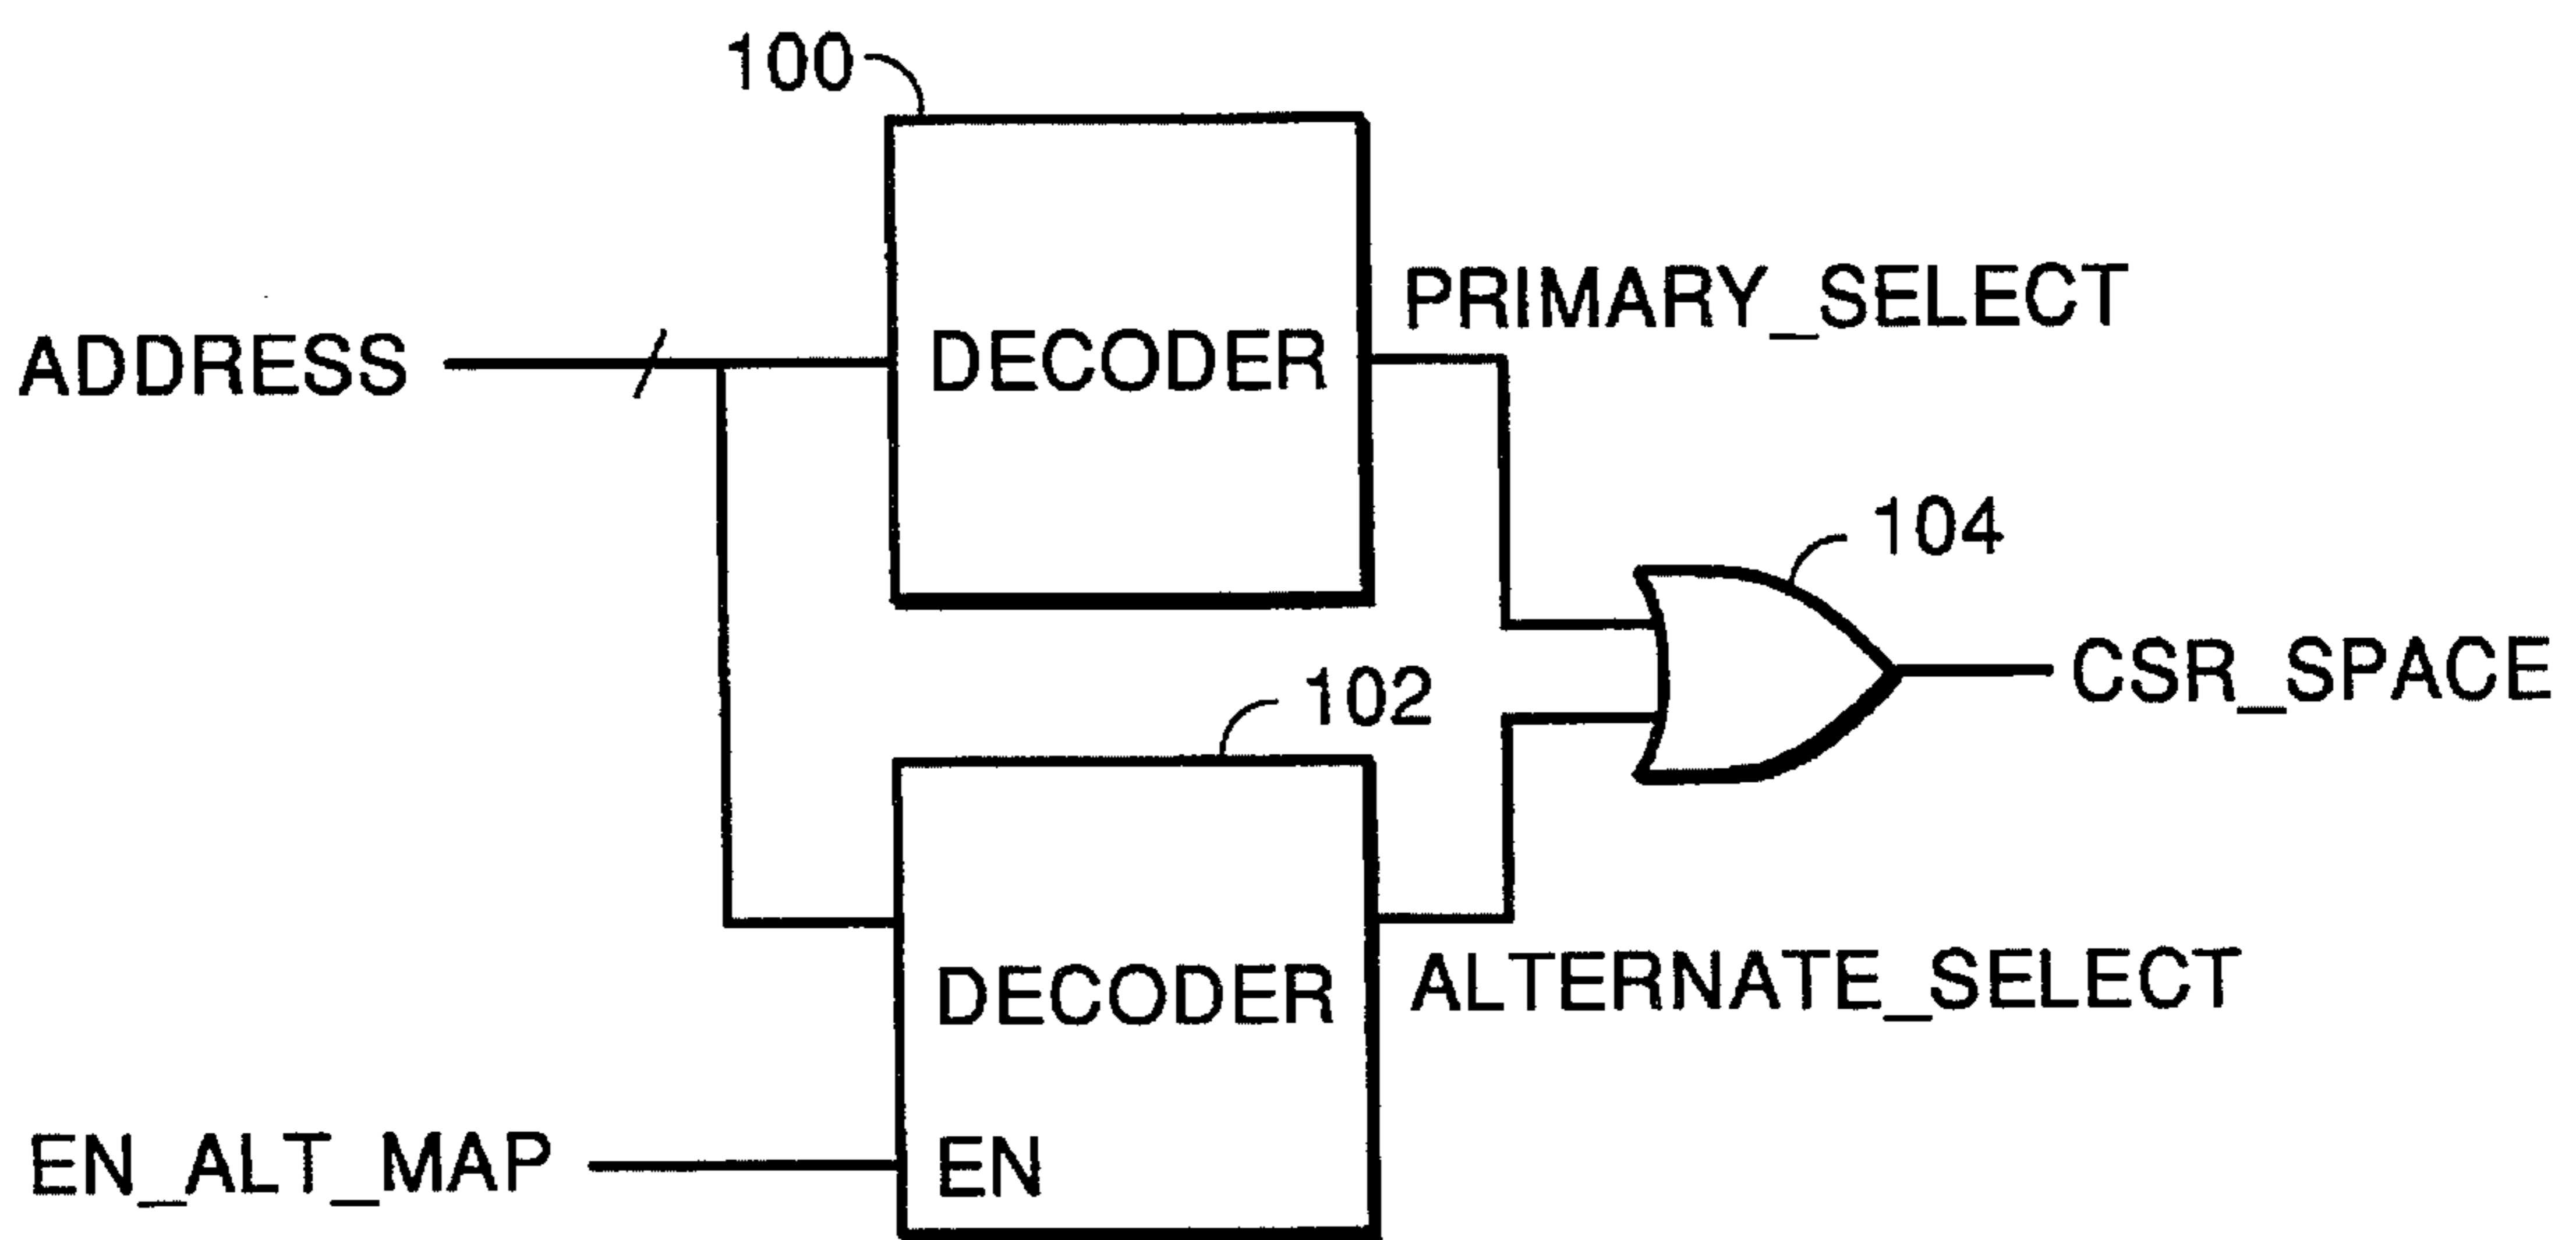 100
DECODER
PRIMARY_SELECT
ADDRESS
104
CSR_SPACE
102
DECODER
ALTERNATE_SELECT
EN_ALT_MAP
EN